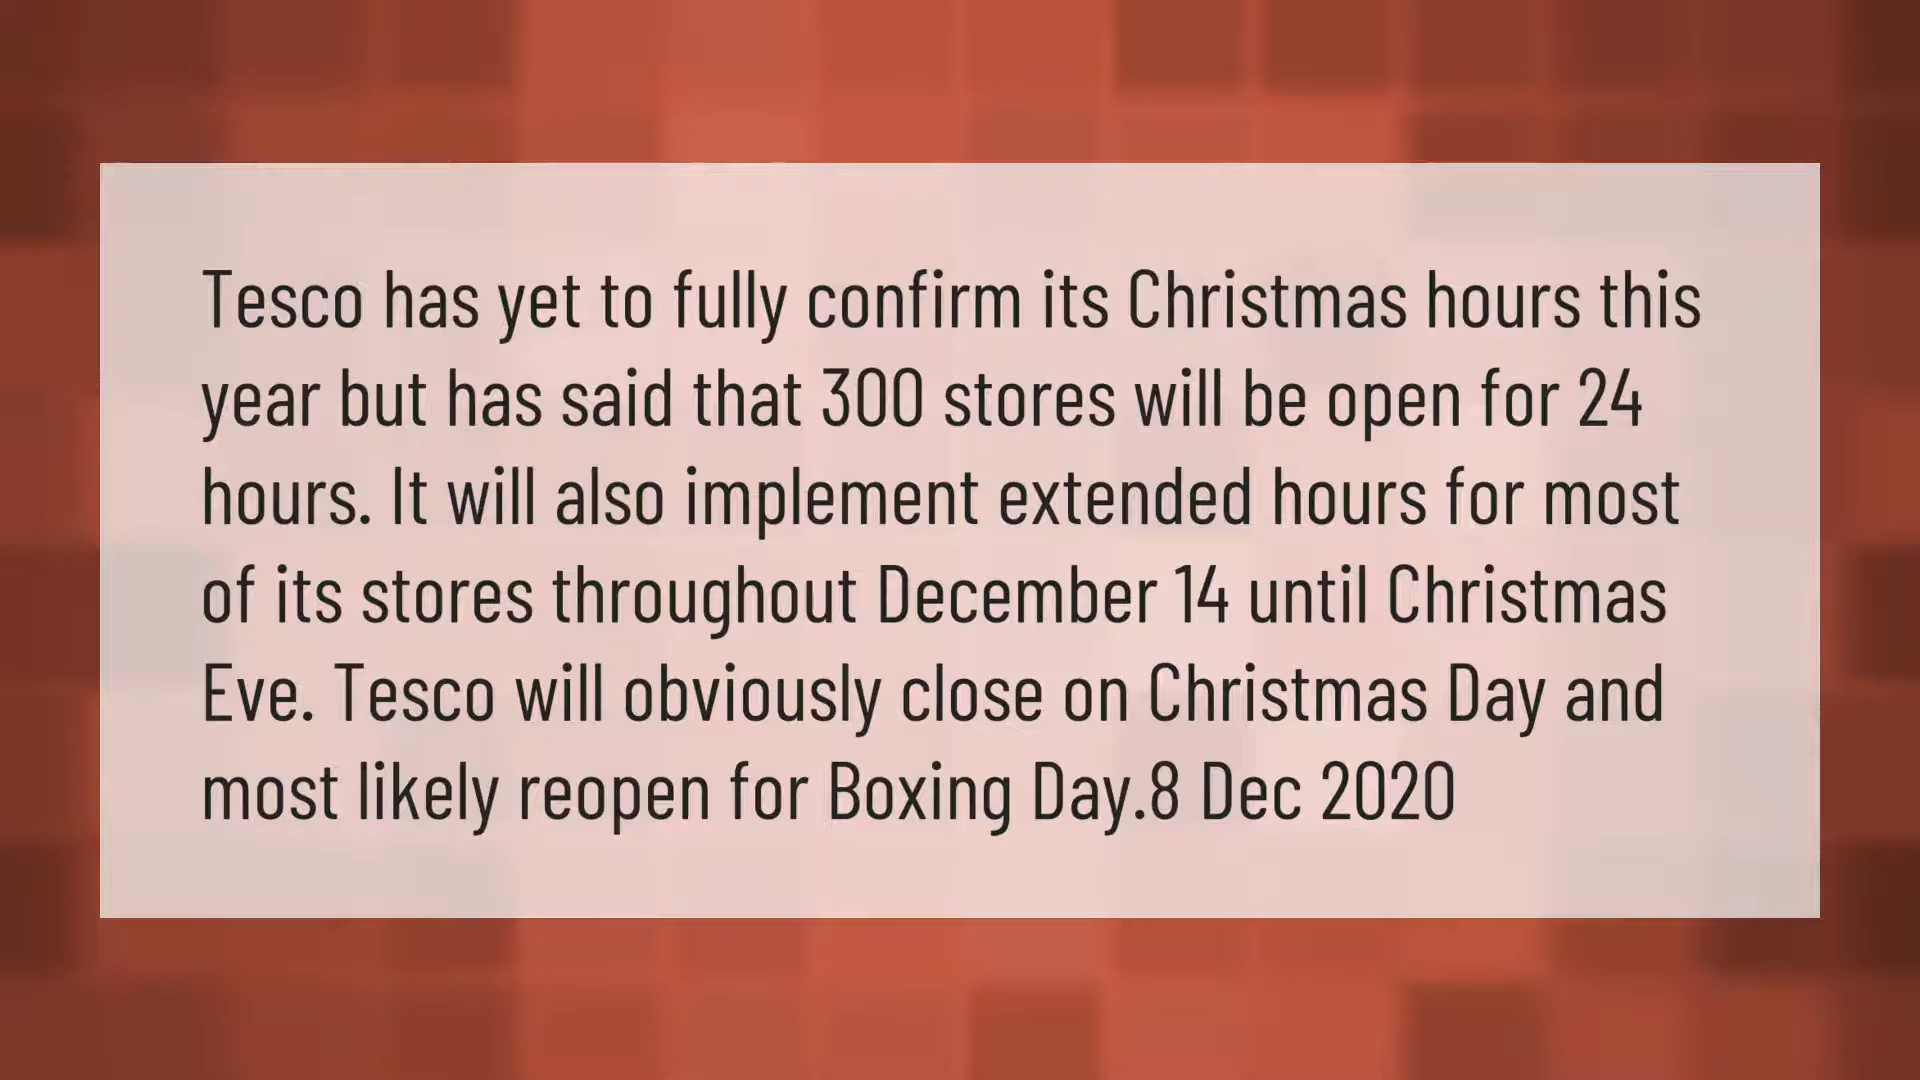 Tesco has yet to fully confirm its Christmas hours this
year but has said that 300 stores will be open for 24
hours. It will also implement extended hours for most
of its stores throughout December 14 until Christmas
Eve. Tesco will obviously close on Christmas Day and
most likely reopen for Boxing Day.8 Dec 2020